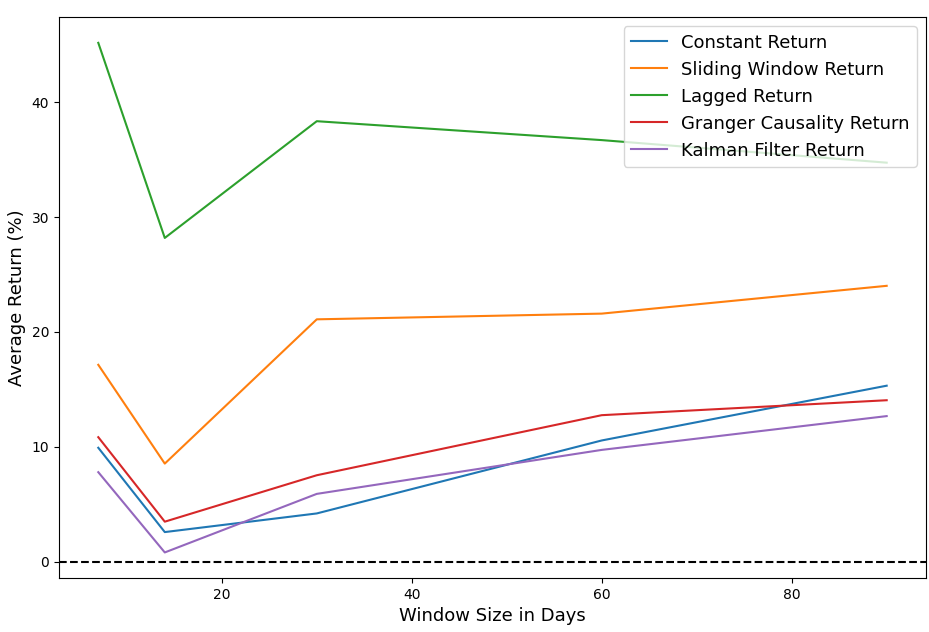 Constant Return
Sliding Window Return
Lagged Return
Granger Causality Return
Kalman Filter Return
Average Return (%)
40
30
20
10
0
20 40 60 80
Window Size in Days